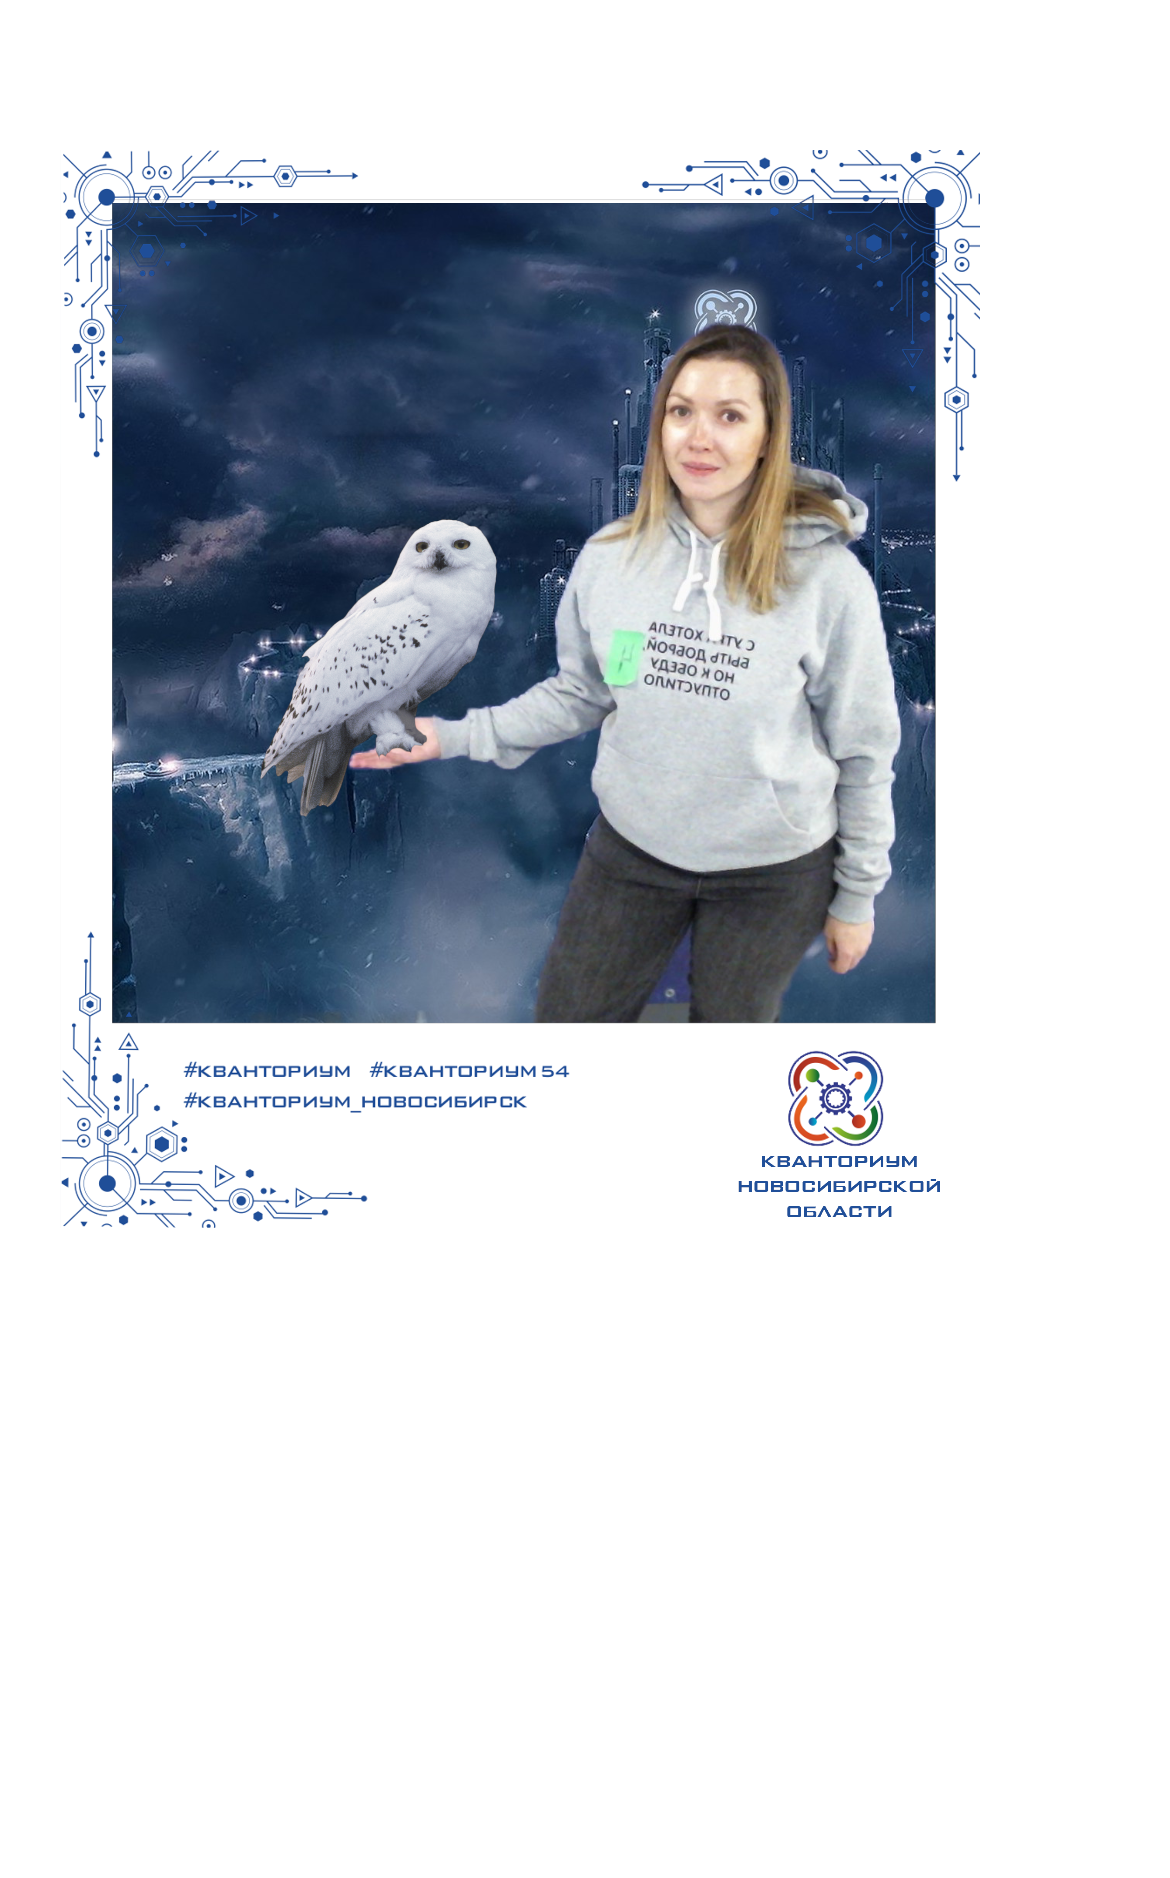 С УТРА ХОТЕЛА
БЫТЬ ДОБРОЙ,
НО К ОБЕДУ
ОТПУСТИЛО
#КВАНТОРИУМ #КВАНТОРИУМ54
#КВАНТОРИУМ_НОВОСИБИРСК
КВАНТОРИУМ
НОВОСИБИРСКОЙ
ОБЛАСТИ